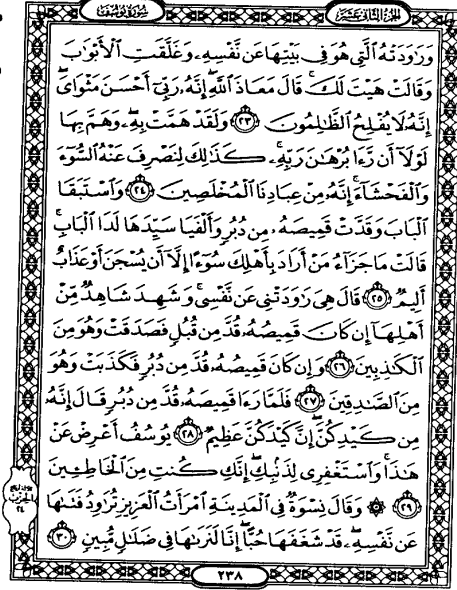 سورة يوسف
الجزء الثاني عشر
وَرَٰوَدَتْهُ ٱلَّتِى هُوَ فِى بَيْتِهَا عَن نَّفْسِهِۦ وَغَلَّقَتِ ٱلْأَبْوَٰبَ
وَقَالَتْ هَيْتَ لَكَ ۚ قَالَ مَعَاذَ ٱللَّهِ ۖ إِنَّهُۥ رَبِّىٓ أَحْسَنَ مَثْوَاىَ ۖ
إِنَّهُۥ لَا يُفْلِحُ ٱلظَّٰلِمُونَ ٢٣ وَلَقَدْ هَمَّتْ بِهِۦ ۖ وَهَمَّ بِهَا
لَوْلَآ أَن رَّءَا بُرْهَٰنَ رَبِّهِۦ ۚ كَذَٰلِكَ لِنَصْرِفَ عَنْهُ ٱلسُّوٓءَ
وَٱلْفَحْشَآءَ ۚ إِنَّهُۥ مِنْ عِبَادِنَا ٱلْمُخْلَصِينَ ٢٤ وَٱسْتَبَقَا
ٱلْبَابَ وَقَدَّتْ قَمِيصَهُۥ مِن دُبُرٍ وَأَلْفَيَا سَيِّدَهَا لَدَا ٱلْبَابِ ۚ
قَالَتْ مَا جَزَآءُ مَنْ أَرَادَ بِأَهْلِكَ سُوٓءًا إِلَّآ أَن يُسْجَنَ أَوْ عَذَابٌ
أَلِيمٌ ٢٥ قَالَ هِىَ رَٰوَدَتْنِى عَن نَّفْسِى ۚ وَشَهِدَ شَاهِدٌ مِّنْ
أَهْلِهَآ إِن كَانَ قَمِيصُهُۥ قُدَّ مِن قُبُلٍ فَصَدَقَتْ وَهُوَ مِنَ
ٱلْكَٰذِبِينَ ٢٦ وَإِن كَانَ قَمِيصُهُۥ قُدَّ مِن دُبُرٍ فَكَذَبَتْ وَهُوَ
مِنَ ٱلصَّٰدِقِينَ ٢٧ فَلَمَّا رَءَا قَمِيصَهُۥ قُدَّ مِن دُبُرٍ قَالَ إِنَّهُۥ
مِن كَيْدِكُنَّ ۖ إِنَّ كَيْدَكُنَّ عَظِيمٌ ٢٨ يُوسُفُ أَعْرِضْ عَنْ
هَٰذَا ۚ وَٱسْتَغْفِرِى لِذَنۢبِكِ ۖ إِنَّكِ كُنتِ مِنَ ٱلْخَاطِـِٔينَ
٢٩ ۞ وَقَالَ نِسْوَةٌ فِى ٱلْمَدِينَةِ ٱمْرَأَتُ ٱلْعَزِيزِ تُرَٰوِدُ فَتَىٰهَا
عَن نَّفْسِهِۦ ۖ قَدْ شَغَفَهَا حُبًّا ۖ إِنَّا لَنَرَىٰهَا فِى ضَلَٰلٍ مُّبِينٍ ٣٠
٢٣٨